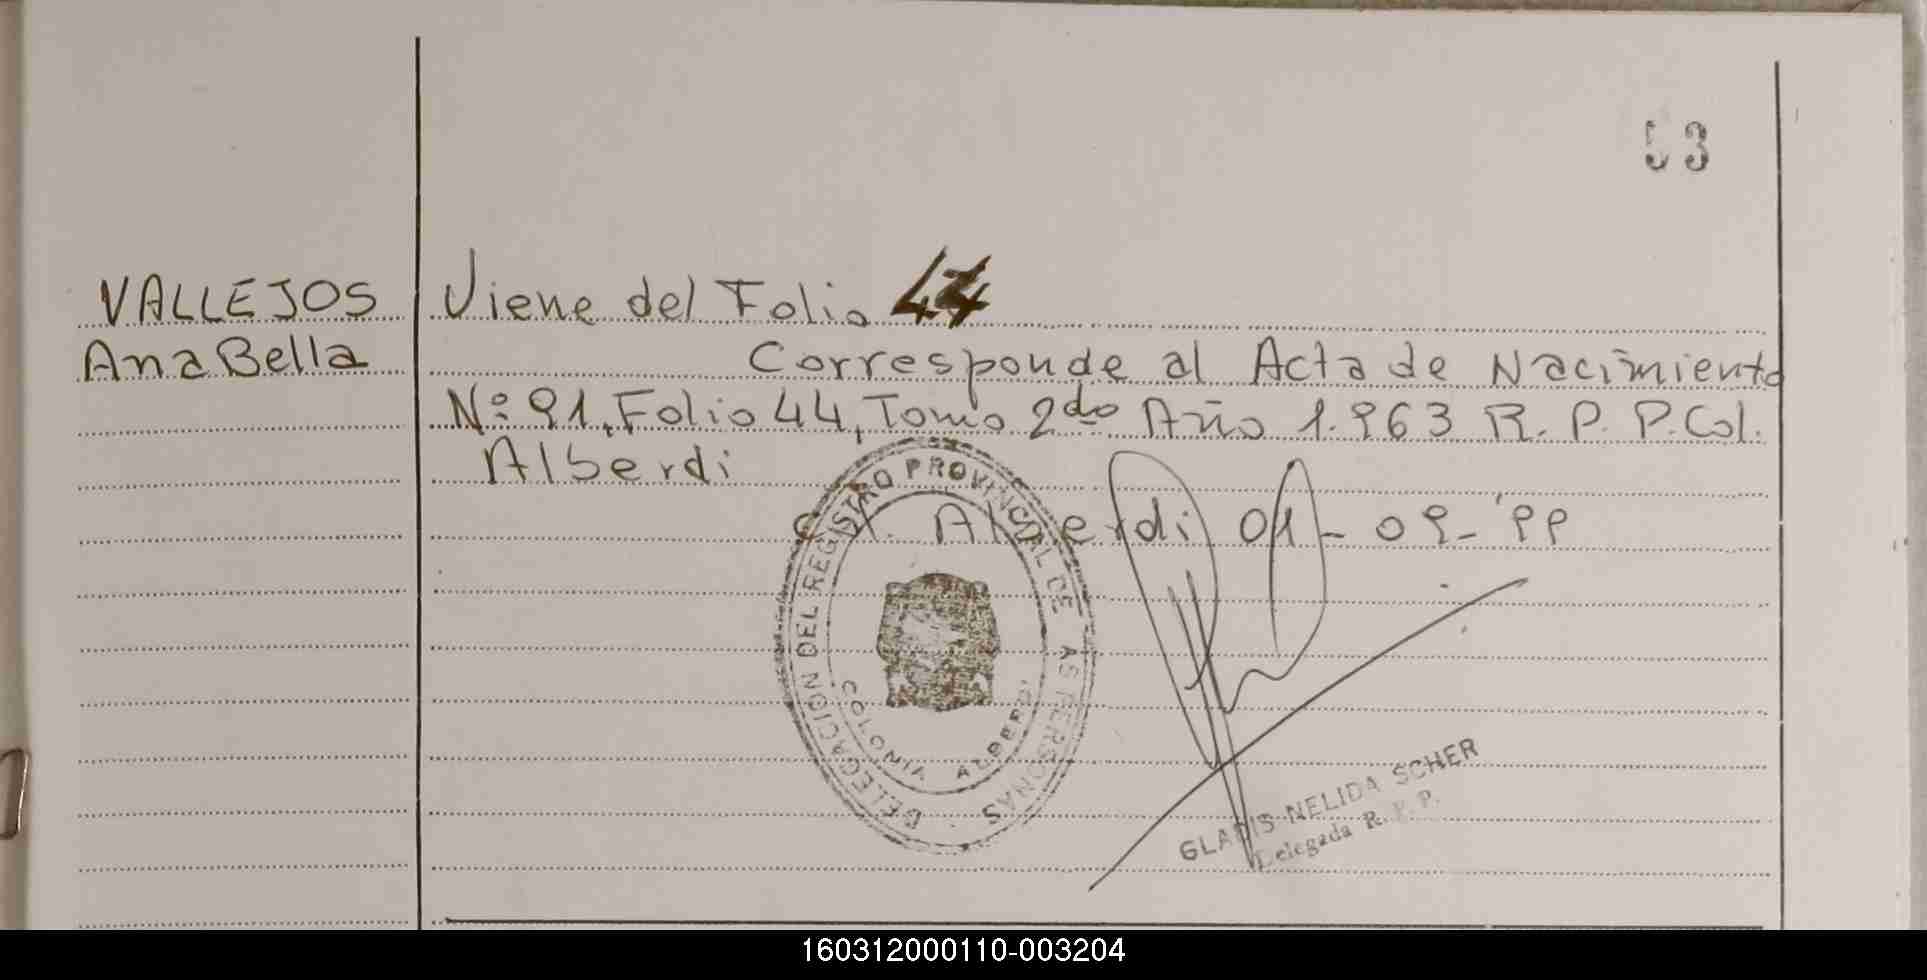 53
VALLEJOS
AnaBella
Viene del Folio 44
Corresponde al Acta de Nacimiento
Nº 91, Folio 44, Tomo 2do Año 1.963 R. P. P. Col.
Alberdi
Col. Alberdi 01-09-'99
DELEGACION DEL REGISTRO PROVINCIAL DE LAS PERSONAS
COLONIA ALBERDI
GLADIS NELIDA SCHER
Delegada R. P. P.
160312000110-003204